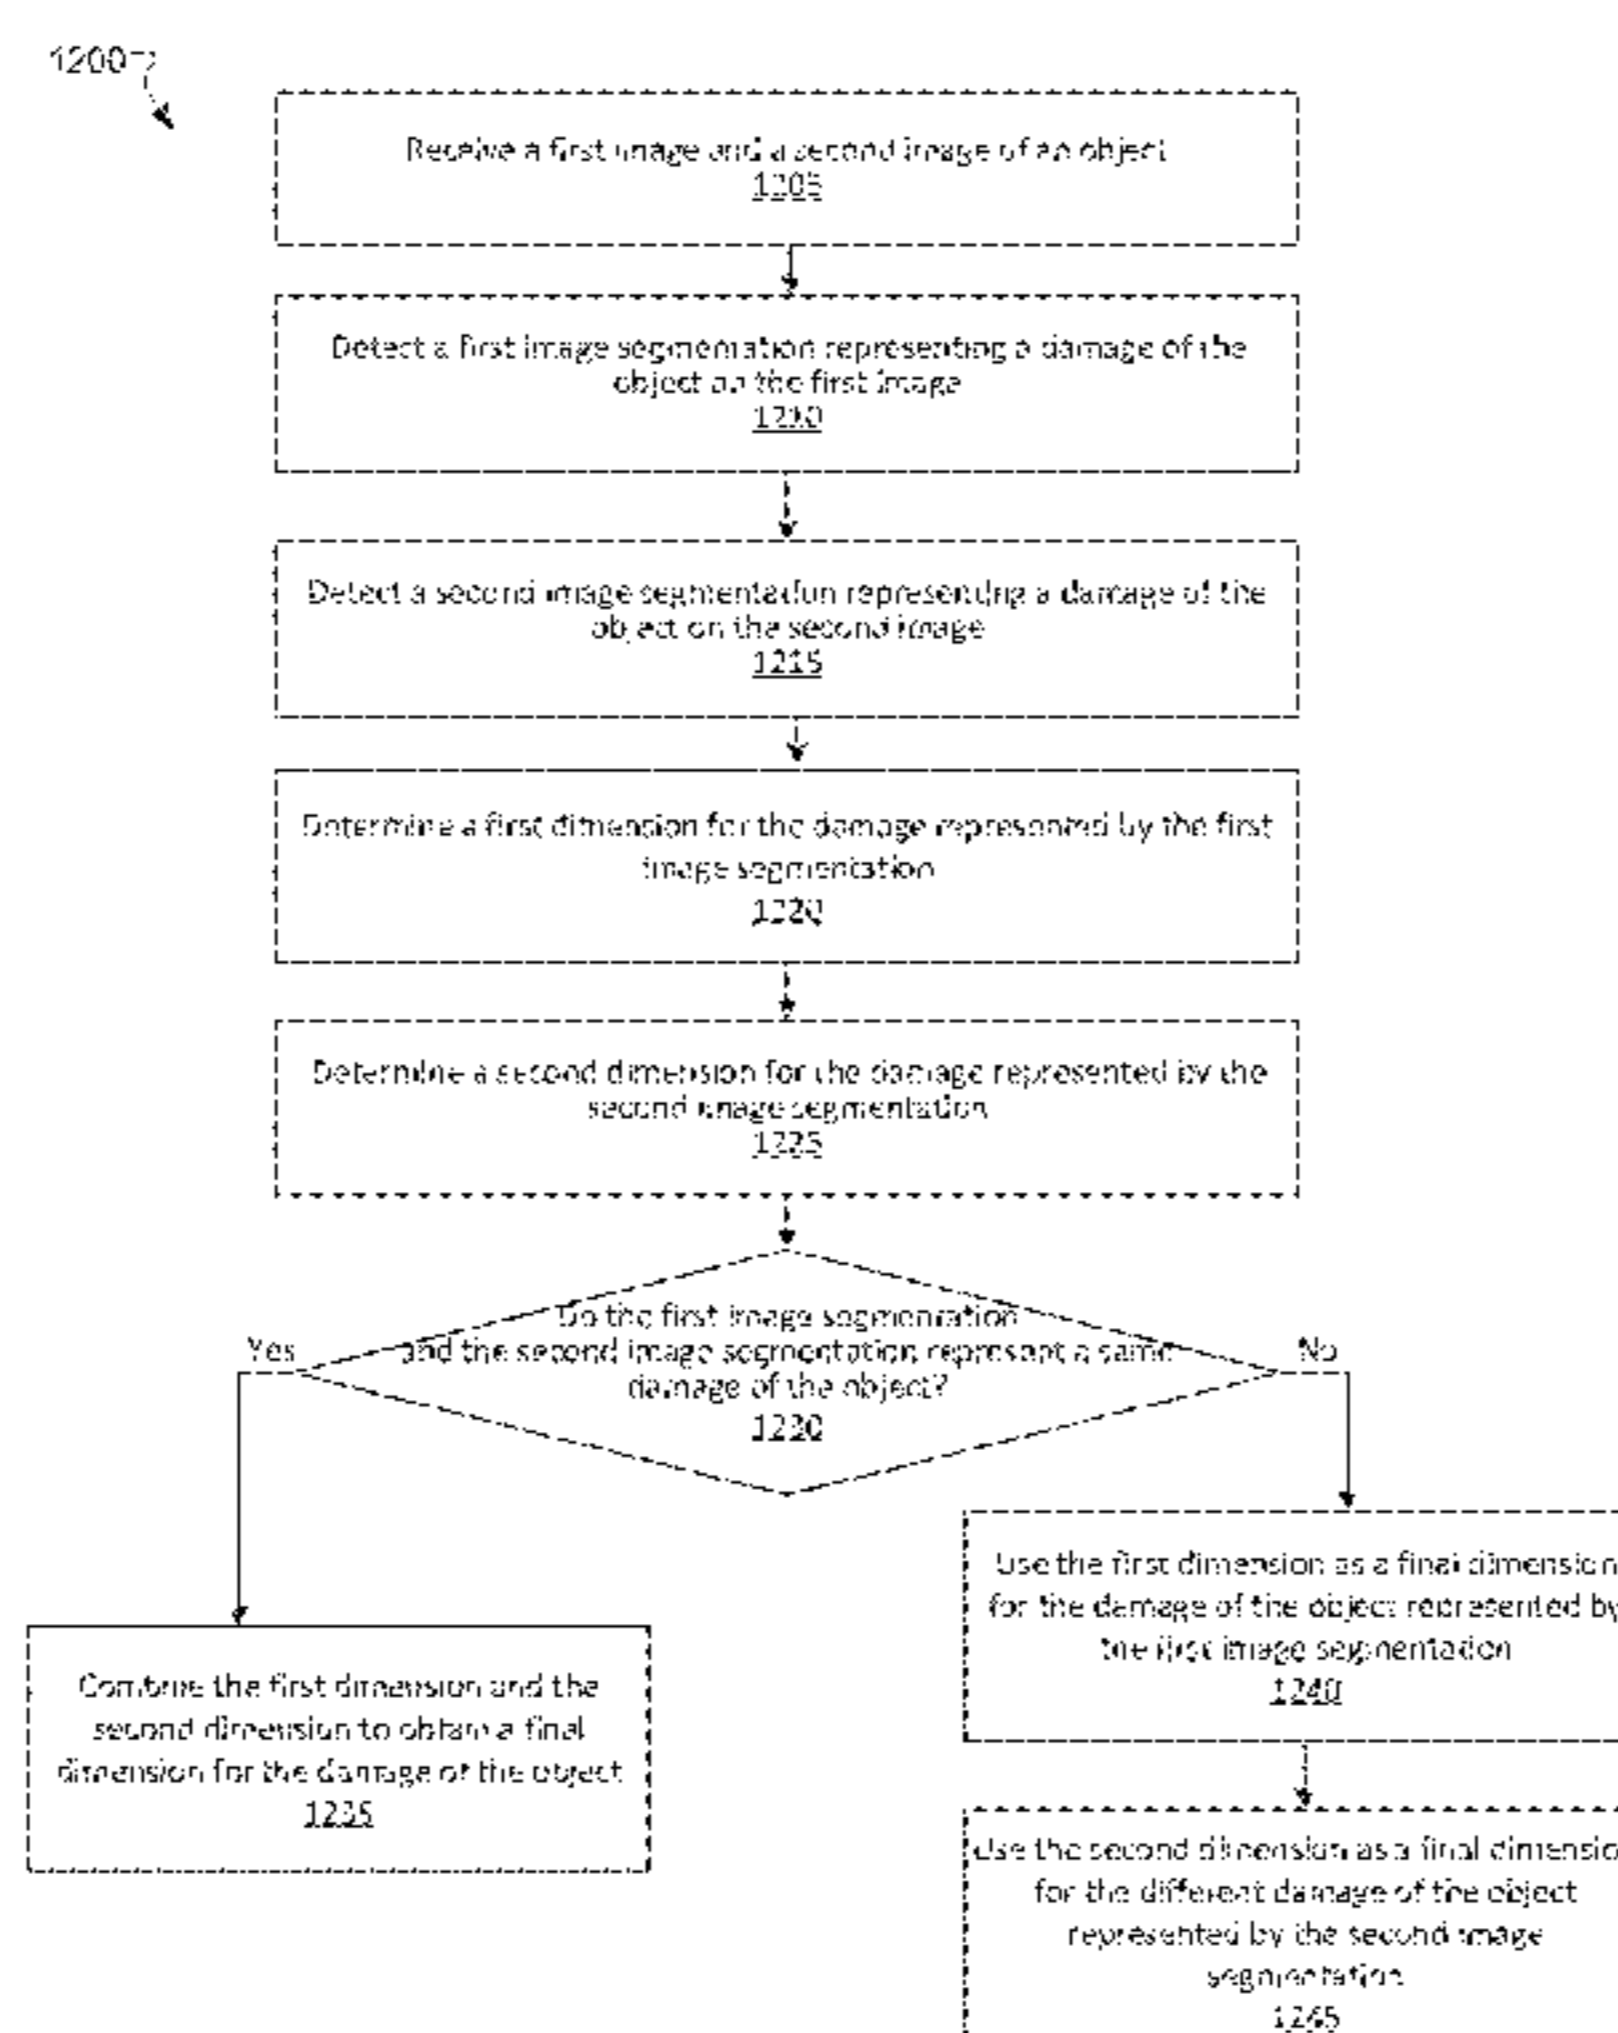 1200
Receive a first image and a second image of an object
1205
Detect a first image segmentation representing a damage of the
object on the first image
1210
Detect a second image segmentation representing a damage of the
object on the second image
1215
Determine a first dimension for the damage represented by the first
image segmentation
1220
Determine a second dimension for the damage represented by the
second image segmentation
1225
Do the first image segmentation
and the second image segmentation represent a same
damage of the object?
1230
Yes
No
Use the first dimension as a final dimension
for the damage of the object represented by
the first image segmentation
1240
Combine the first dimension and the
second dimension to obtain a final
dimension for the damage of the object
1235
Use the second dimension as a final dimensio
for the different damage of the object
represented by the second image
segmentation
1245